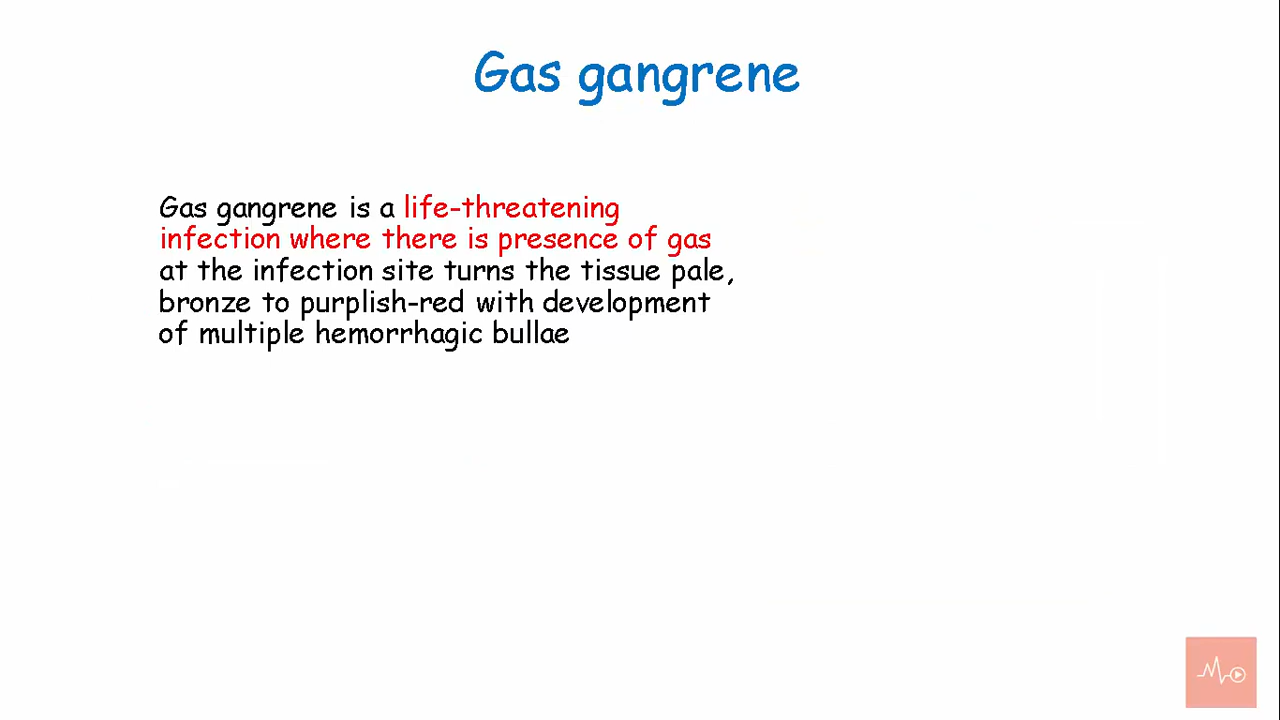 Gas gangrene
Gas gangrene is a life-threatening
infection where there is presence of gas
at the infection site turns the tissue pale,
bronze to purplish-red with development
of multiple hemorrhagic bullae